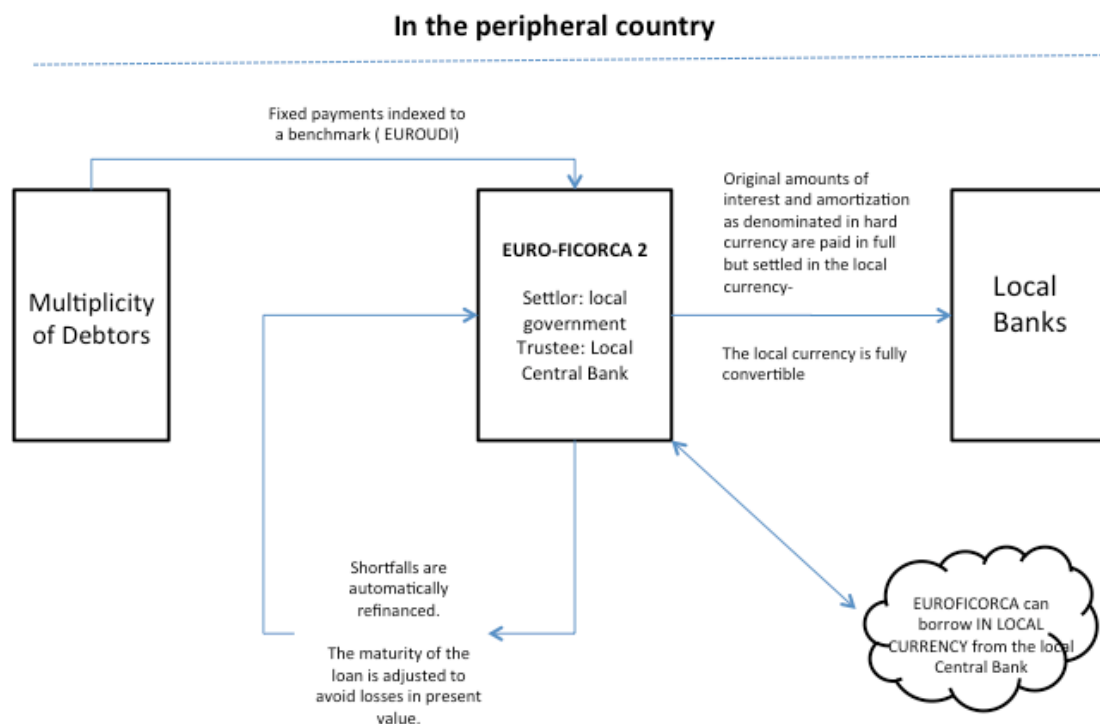 In the peripheral country
Fixed payments indexed to
a benchmark ( EUROUDI)
Multiplicity
of Debtors
EURO-FICORCA 2
Settlor: local
government
Trustee: Local
Central Bank
Original amounts of
interest and amortization
as denominated in hard
currency are paid in full
but settled in the local
currency-
The local currency is fully
convertible
Local
Banks
Shortfalls are
automatically
refinanced.
The maturity of the
loan is adjusted to
avoid losses in present
value.
EUROFICORCA can
borrow IN LOCAL
CURRENCY from the local
Central Bank